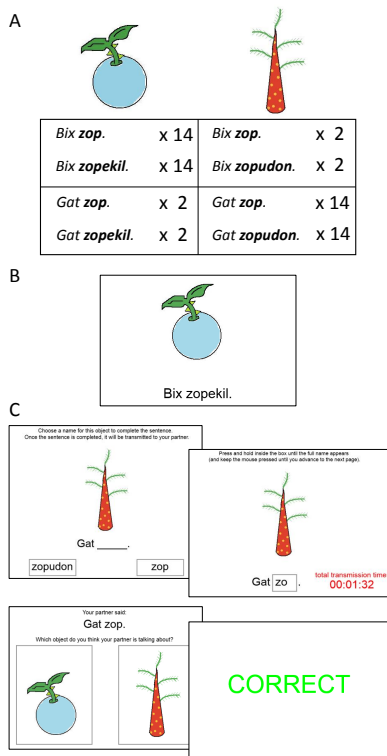 A
Bix zop. x 14 Bix zop. x 2
Bix zopekil. x 14 Bix zopudon. x 2
Gat zop. x 2 Gat zop. x 14
Gat zopekil. x 2 Gat zopudon. x 14
B
Bix zopekil.
C
Choose a name for this object to complete the sentence.
Once the sentence is completed, it will be transmitted to your partner.
Gat _____.
zopudon zop
Press and hold inside the box until the full name appears
(and keep the mouse pressed until you advance to the next page).
Gat zo .
total transmission time
00:01:32
Your partner said:
Gat zop.
Which object do you think your partner is talking about?
CORRECT